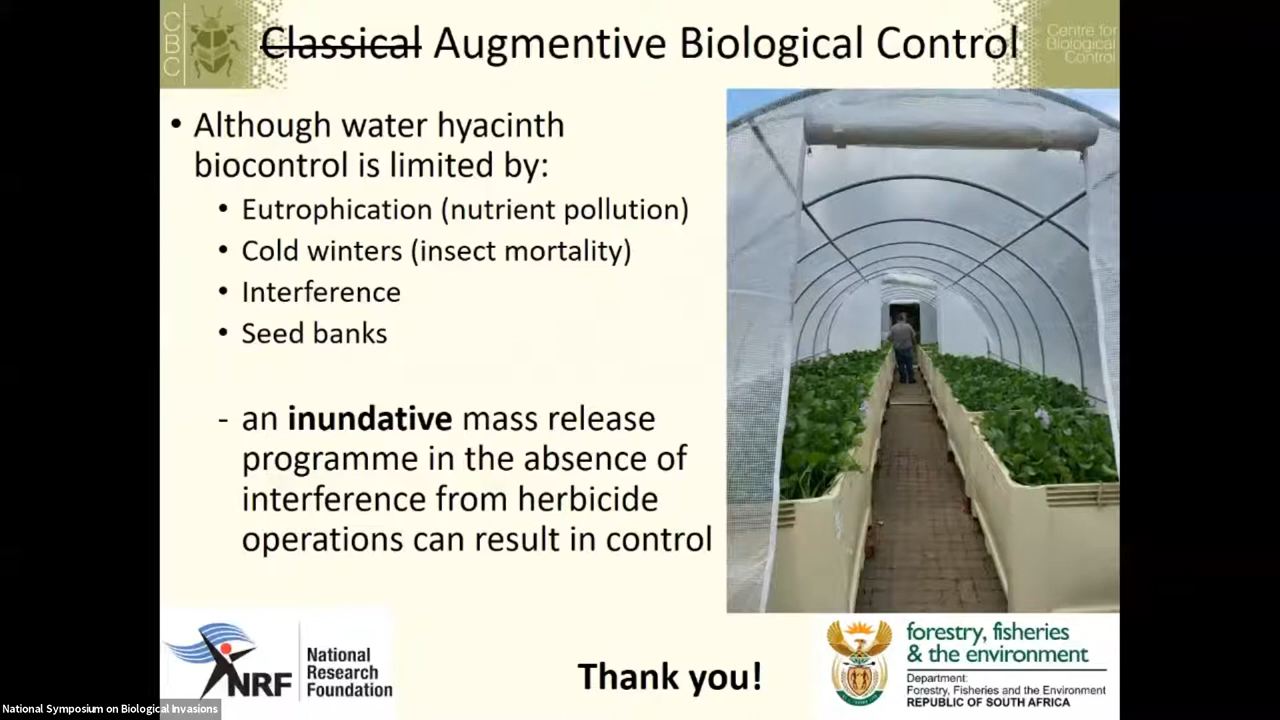 CBC
Classical Augmentive Biological Control
Centre for
Biological
Control
• Although water hyacinth
biocontrol is limited by:
• Eutrophication (nutrient pollution)
• Cold winters (insect mortality)
• Interference
• Seed banks
- an inundative mass release
programme in the absence of
interference from herbicide
operations can result in control
NRF
National
Research
Foundation
Thank you!
forestry, fisheries
& the environment
Department:
Forestry, Fisheries and the Environment
REPUBLIC OF SOUTH AFRICA
National Symposium on Biological Invasions